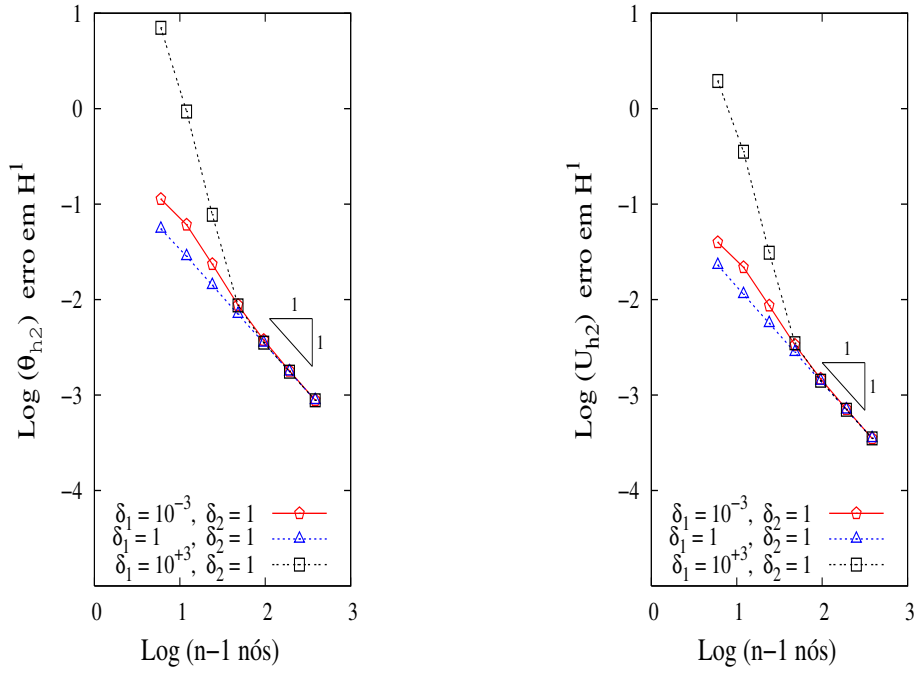 1
0
−1
−2
−3
−4
0
1
2
3
Log (θh2) erro em H¹
Log (n−1 nós)
1
1
δ₁ = 10⁻³, δ₂ = 1
δ₁ = 1 , δ₂ = 1
δ₁ = 10⁺³, δ₂ = 1
1
0
−1
−2
−3
−4
0
1
2
3
Log (Uh2) erro em H¹
Log (n−1 nós)
1
1
δ₁ = 10⁻³, δ₂ = 1
δ₁ = 1 , δ₂ = 1
δ₁ = 10⁺³, δ₂ = 1